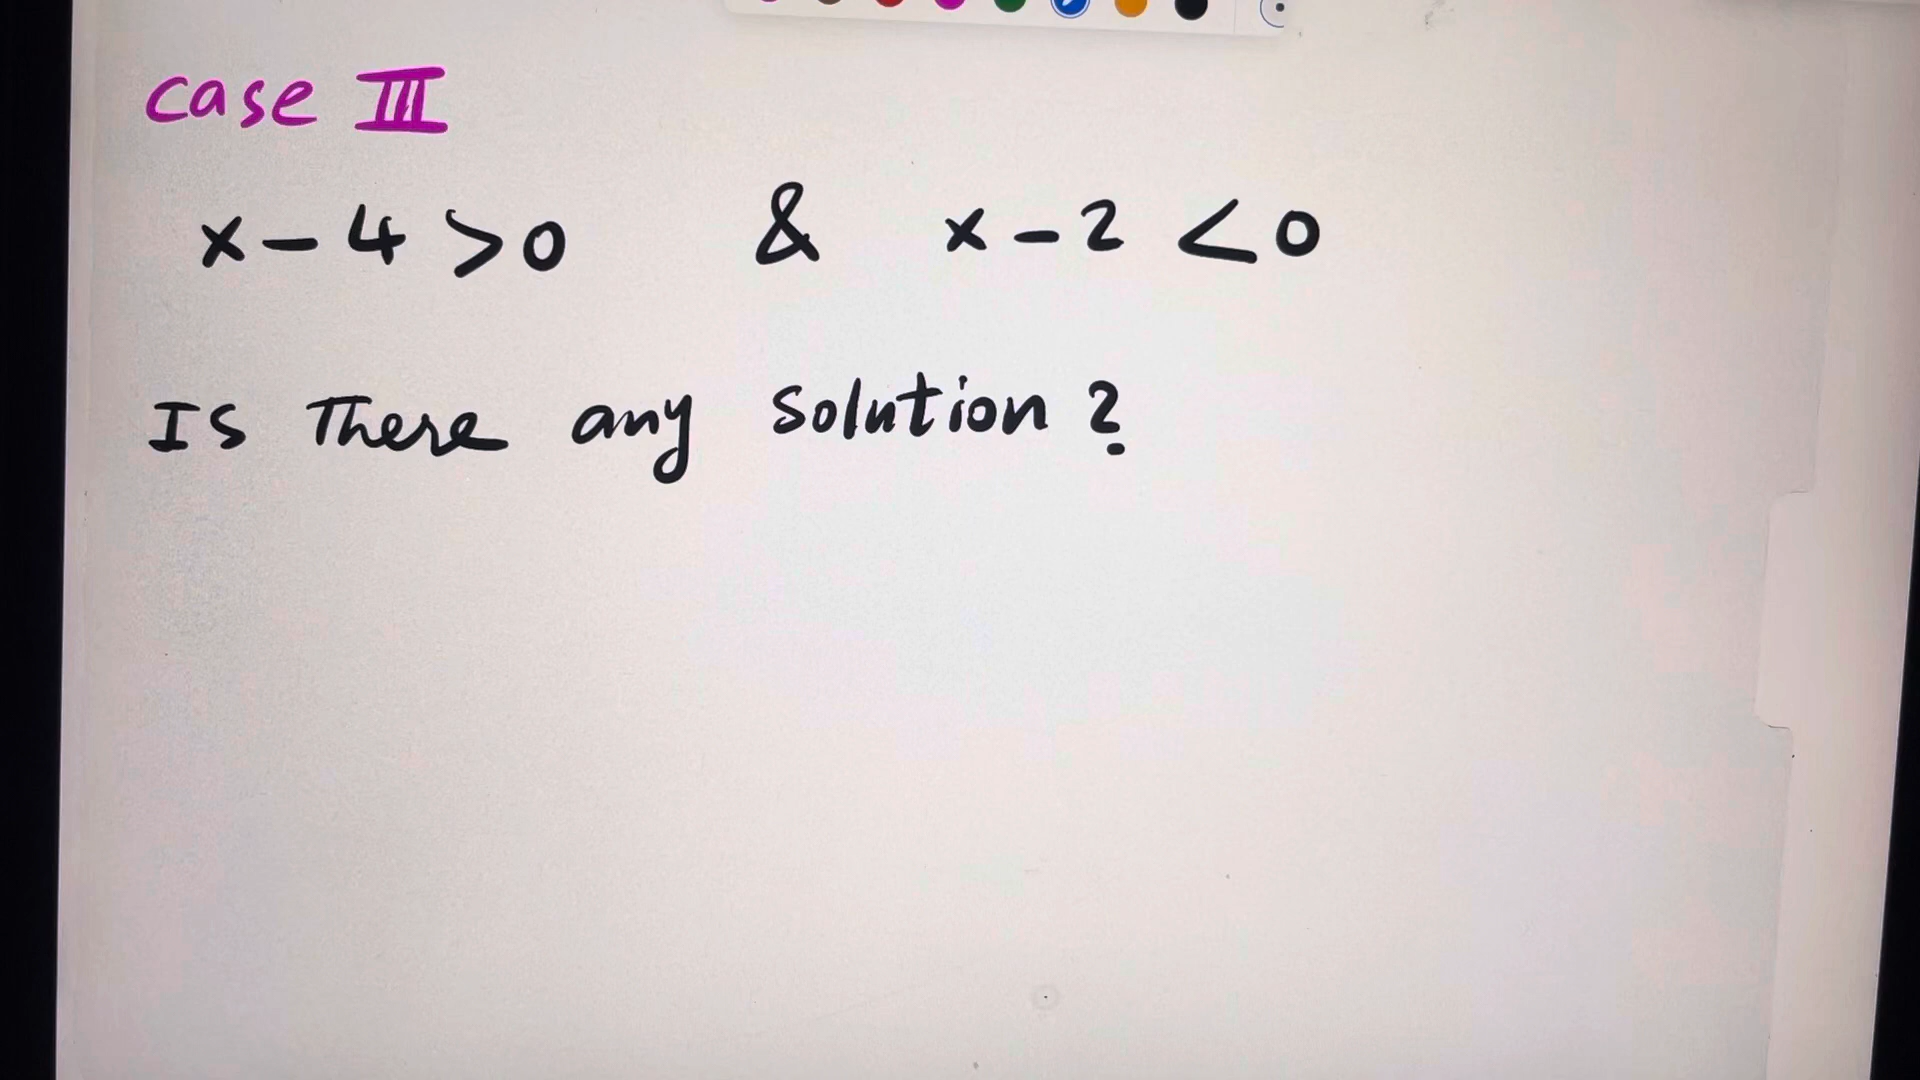 case III
x - 4 > 0 & x - 2 < 0
Is There any solution ?